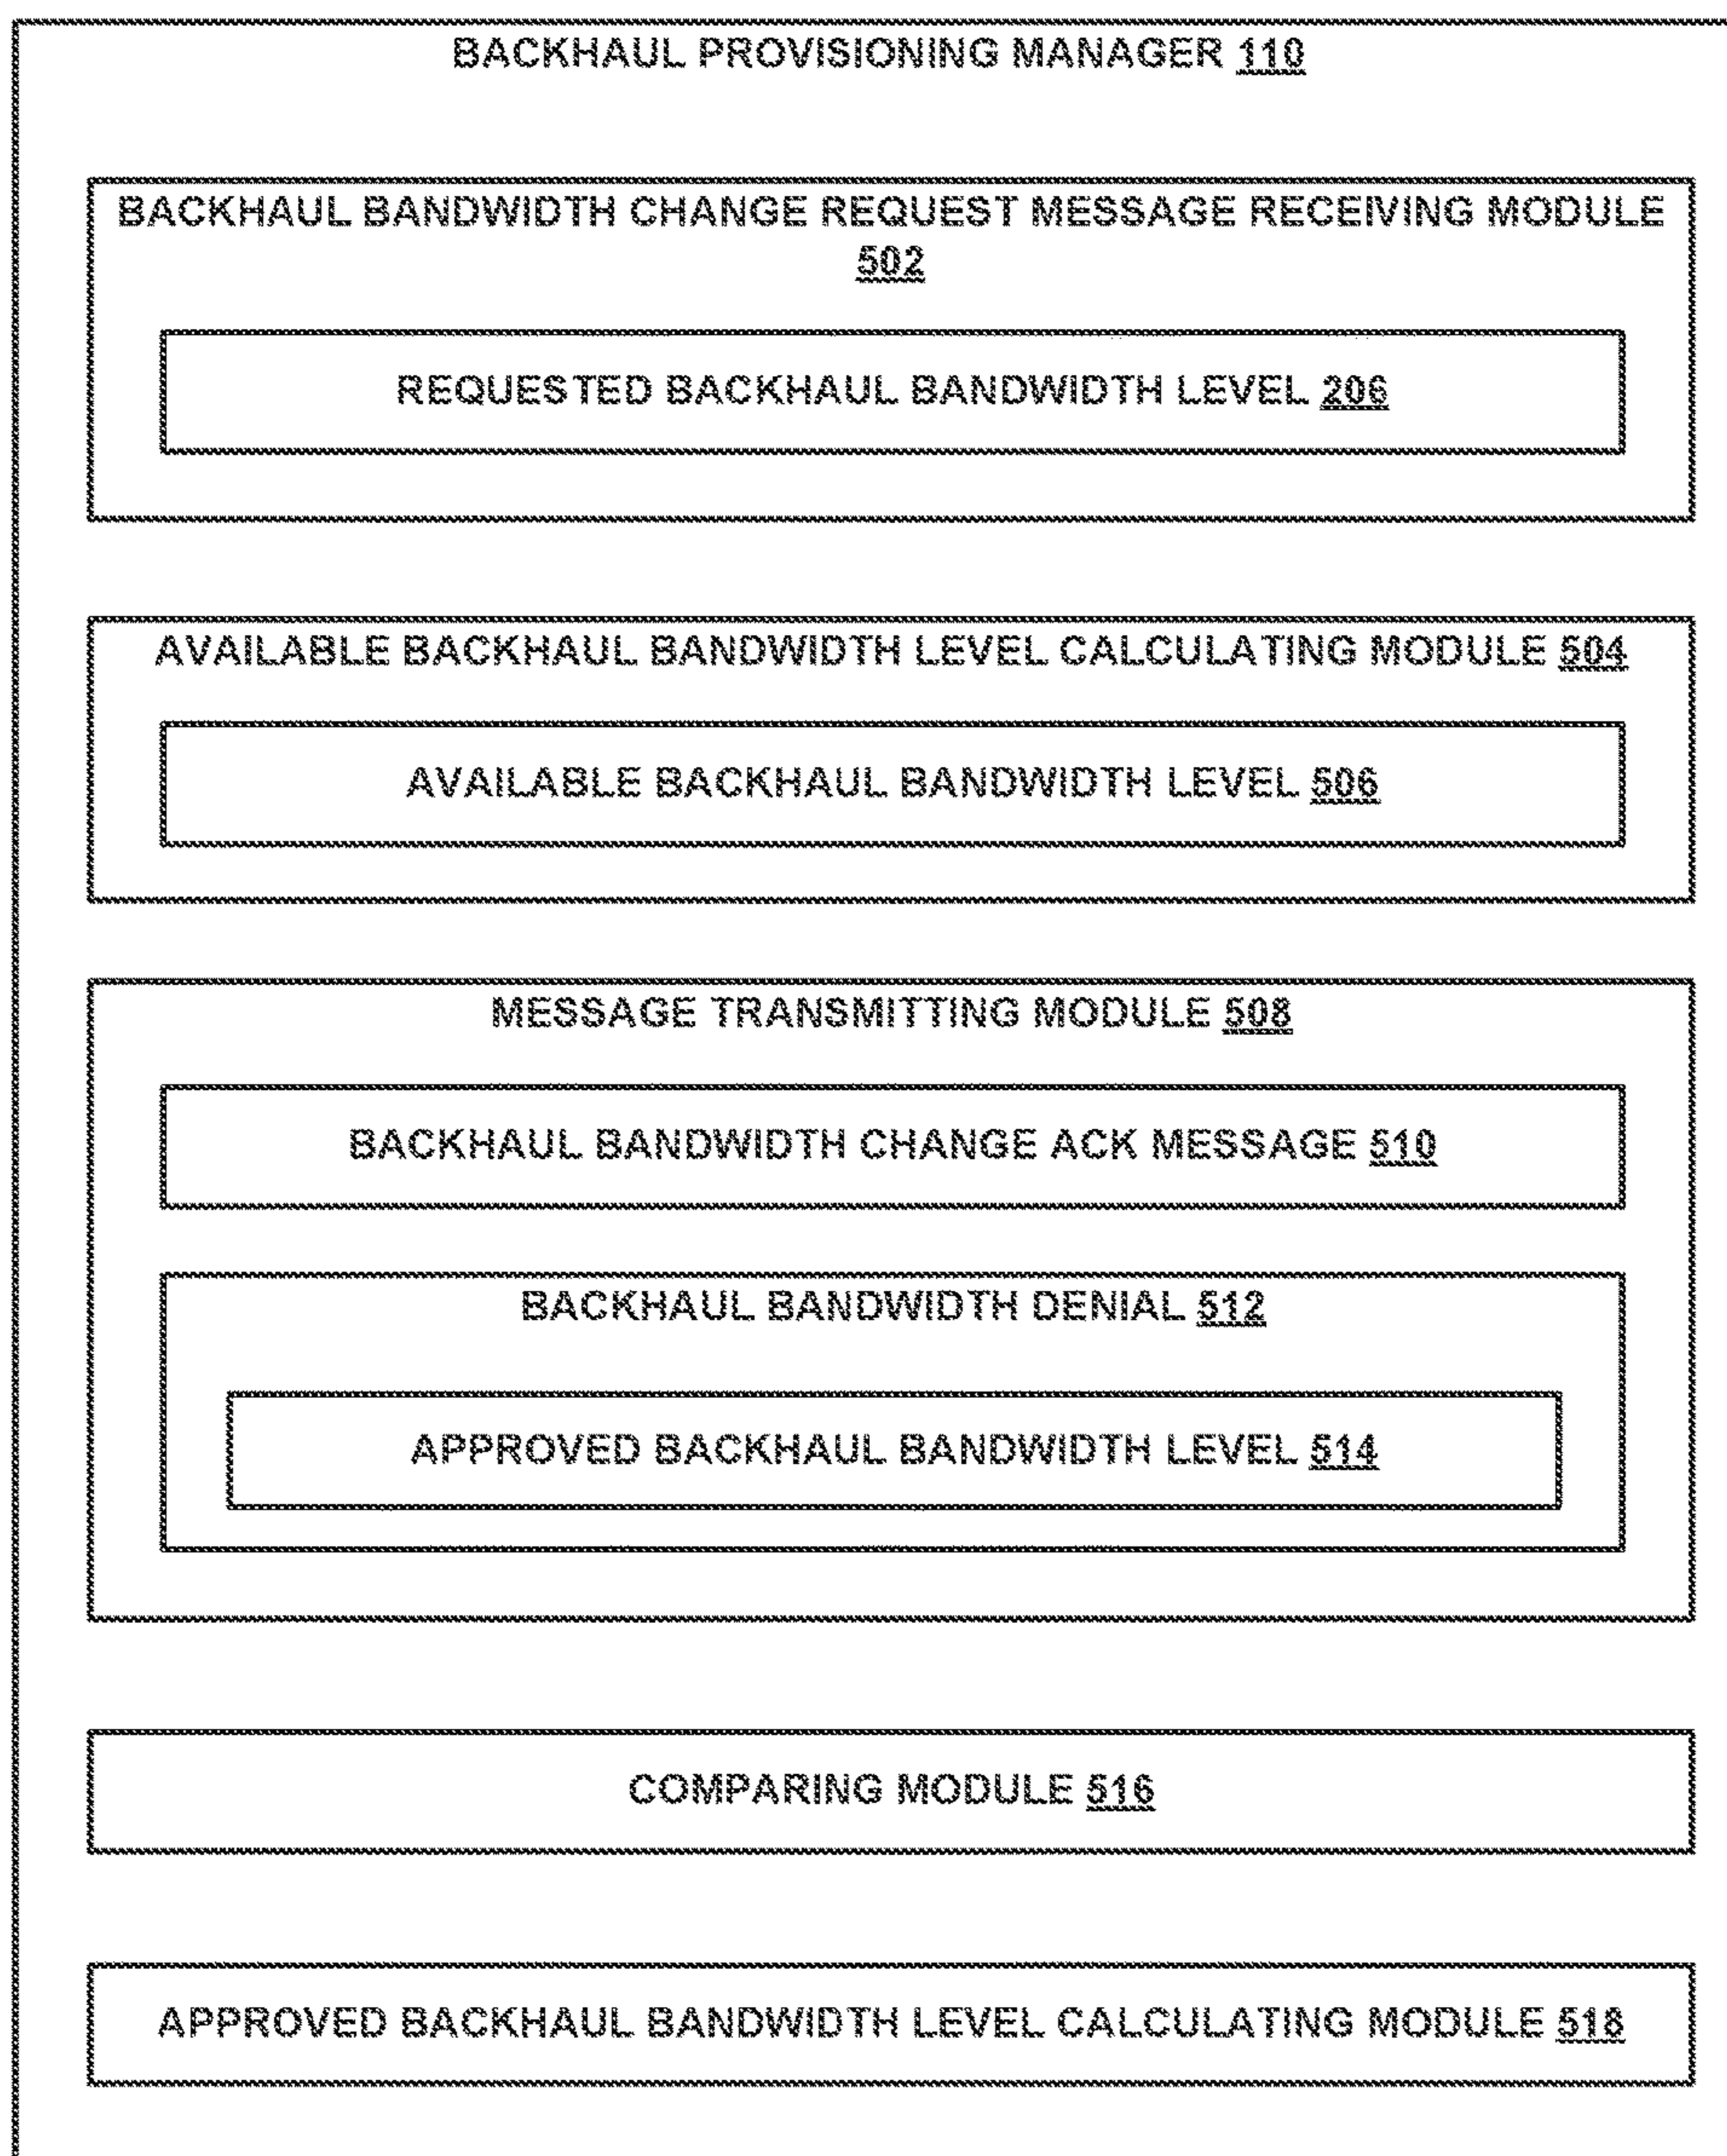 BACKHAUL PROVISIONING MANAGER 110
BACKHAUL BANDWIDTH CHANGE REQUEST MESSAGE RECEIVING MODULE
502
REQUESTED BACKHAUL BANDWIDTH LEVEL 206
AVAILABLE BACKHAUL BANDWIDTH LEVEL CALCULATING MODULE 504
AVAILABLE BACKHAUL BANDWIDTH LEVEL 506
MESSAGE TRANSMITTING MODULE 508
BACKHAUL BANDWIDTH CHANGE ACK MESSAGE 510
BACKHAUL BANDWIDTH DENIAL 512
APPROVED BACKHAUL BANDWIDTH LEVEL 514
COMPARING MODULE 516
APPROVED BACKHAUL BANDWIDTH LEVEL CALCULATING MODULE 518